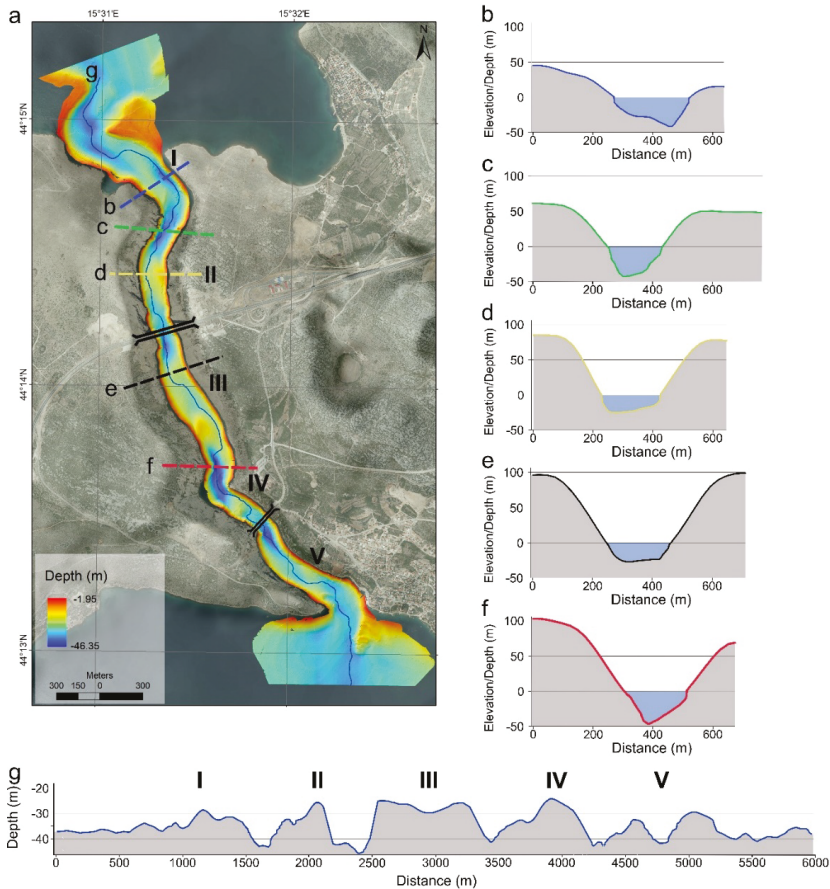 a
15°31'E
15°32'E
N
44°15'N
44°14'N
44°13'N
g
I
b
c
d
II
e
III
f
IV
V
Depth (m)
-1.95
-46.35
Meters
300 150 0 300
b
Elevation/Depth (m)
100
50
0
-50
0 200 400 600
Distance (m)
c
Elevation/Depth (m)
100
50
0
-50
0 200 400 600
Distance (m)
d
Elevation/Depth (m)
100
50
0
-50
0 200 400 600
Distance (m)
e
Elevation/Depth (m)
100
50
0
-50
0 200 400 600
Distance (m)
f
Elevation/Depth (m)
100
50
0
-50
0 200 400 600
Distance (m)
g
I II III IV V
Depth (m)
-20
-30
-40
0 500 1000 1500 2000 2500 3000 3500 4000 4500 5000 5500 6000
Distance (m)